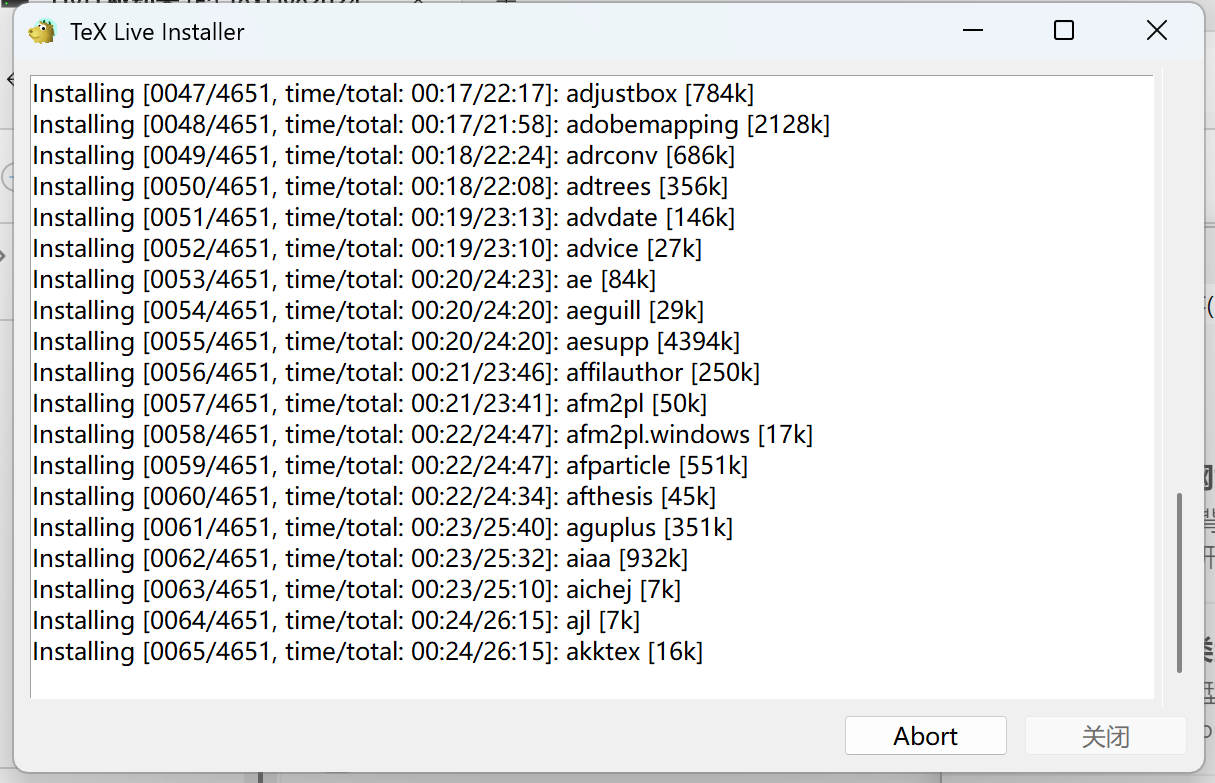 TeX Live Installer
Installing [0047/4651, time/total: 00:17/22:17]: adjustbox [784k]
Installing [0048/4651, time/total: 00:17/21:58]: adobemapping [2128k]
Installing [0049/4651, time/total: 00:18/22:24]: adrconv [686k]
Installing [0050/4651, time/total: 00:18/22:08]: adtrees [356k]
Installing [0051/4651, time/total: 00:19/23:13]: advdate [146k]
Installing [0052/4651, time/total: 00:19/23:10]: advice [27k]
Installing [0053/4651, time/total: 00:20/24:23]: ae [84k]
Installing [0054/4651, time/total: 00:20/24:20]: aeguill [29k]
Installing [0055/4651, time/total: 00:20/24:20]: aesupp [4394k]
Installing [0056/4651, time/total: 00:21/23:46]: affilauthor [250k]
Installing [0057/4651, time/total: 00:21/23:41]: afm2pl [50k]
Installing [0058/4651, time/total: 00:22/24:47]: afm2pl.windows [17k]
Installing [0059/4651, time/total: 00:22/24:47]: afparticle [551k]
Installing [0060/4651, time/total: 00:22/24:34]: afthesis [45k]
Installing [0061/4651, time/total: 00:23/25:40]: aguplus [351k]
Installing [0062/4651, time/total: 00:23/25:32]: aiaa [932k]
Installing [0063/4651, time/total: 00:23/25:10]: aichej [7k]
Installing [0064/4651, time/total: 00:24/26:15]: ajl [7k]
Installing [0065/4651, time/total: 00:24/26:15]: akktex [16k]
Abort 关闭